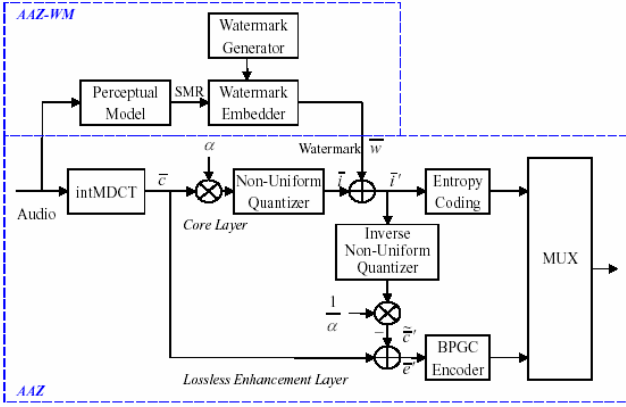 AAZ-WM
Watermark
Generator
Perceptual
Model
SMR
Watermark
Embedder
α
Watermark w̄
Audio
intMDCT
c̄
Non-Uniform
Quantizer
ī
ī'
Entropy
Coding
Core Layer
Inverse
Non-Uniform
Quantizer
MUX
1
α
−
c̃̄'
ē'
BPGC
Encoder
Lossless Enhancement Layer
AAZ